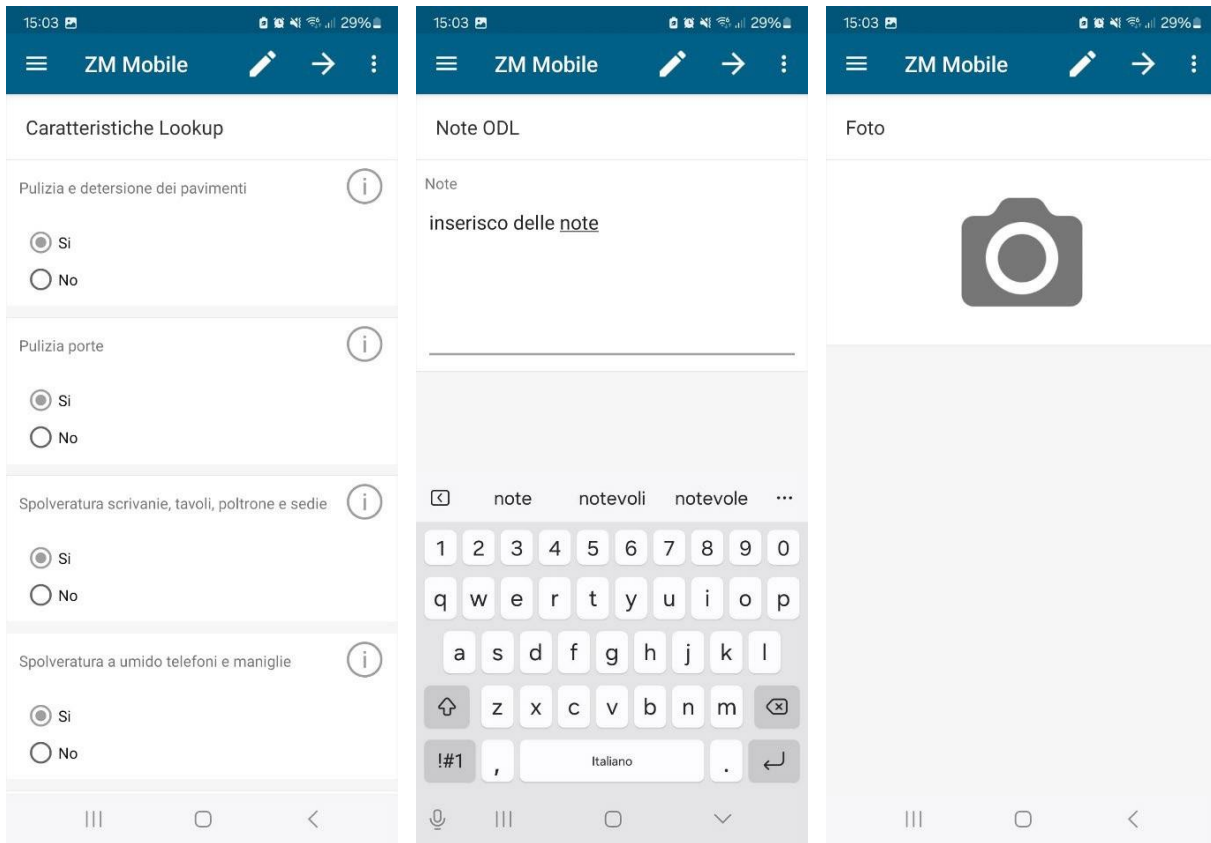 15:03
29%
ZM Mobile
Caratteristiche Lookup
Pulizia e detersione dei pavimenti
i
Si
No
Pulizia porte
i
Si
No
Spolveratura scrivanie, tavoli, poltrone e sedie
i
Si
No
Spolveratura a umido telefoni e maniglie
i
Si
No
15:03
29%
ZM Mobile
Note ODL
Note
inserisco delle note
note notevoli notevole ...
1 2 3 4 5 6 7 8 9 0
q w e r t y u i o p
a s d f g h j k l
z x c v b n m
!#1 , Italiano .
15:03
29%
ZM Mobile
Foto